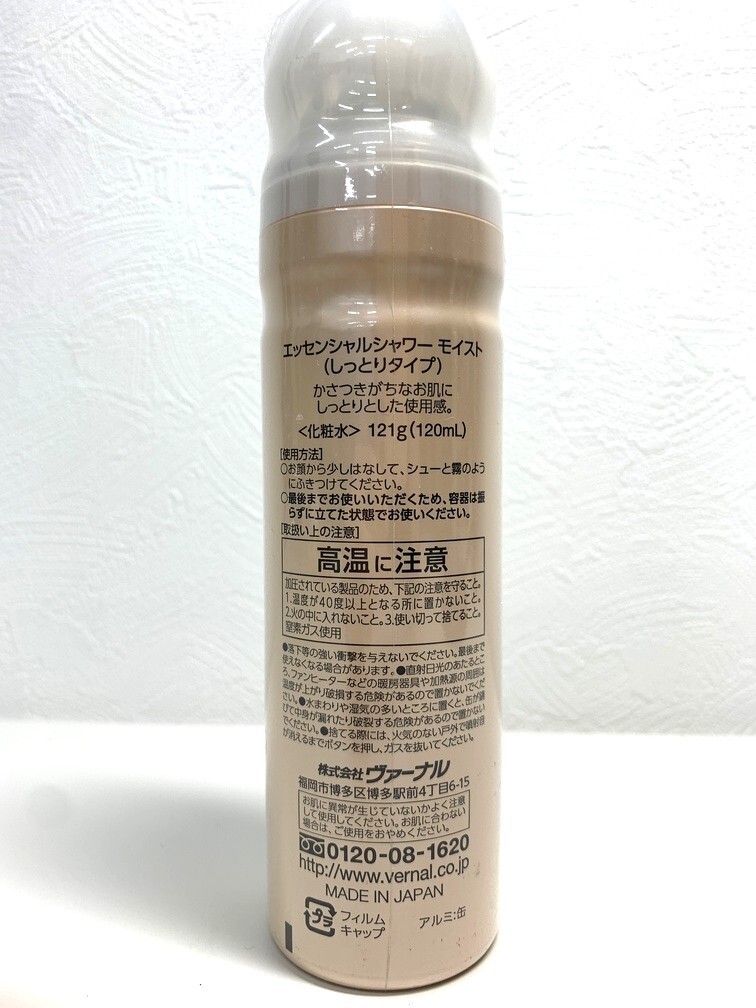 エッセンシャルシャワー モイスト
(しっとりタイプ)
かさつきがちなお肌に
しっとりとした使用感。
<化粧水> 121g(120mL)
[使用方法]
○お顔から少しはなして、シューと霧のよう
にふきつけてください。
○最後までお使いいただくため、容器は振
らずに立てた状態でお使いください。
[取扱い上の注意]
高温に注意
加圧されている製品のため、下記の注意を守ること。
1.温度が40度以上となる所に置かないこと。
2.火の中に入れないこと。3.使い切って捨てること。
窒素ガス使用
●落下等の強い衝撃を与えないでください。最後まで
使えなくなる場合があります。●直射日光のあたるとこ
ろ、ファンヒーターなどの暖房器具や加熱源の周囲は
温度が上がり破損する危険があるので置かないでくだ
さい。●水まわりや湿気の多いところに置くと、缶が錆
びて中身が漏れたり破裂する危険があるので置かない
でください。●捨てる際には、火気のない戸外で噴射音
が消えるまでボタンを押し、ガスを抜いてください。
株式会社ヴァーナル
福岡市博多区博多駅前4丁目6-15
お肌に異常が生じていないかよく注意
して使用してください。お肌に合わない
場合は、ご使用をおやめください。
0120-08-1620
http://www.vernal.co.jp
MADE IN JAPAN
プラ
フィルム
キャップ
アルミ:缶